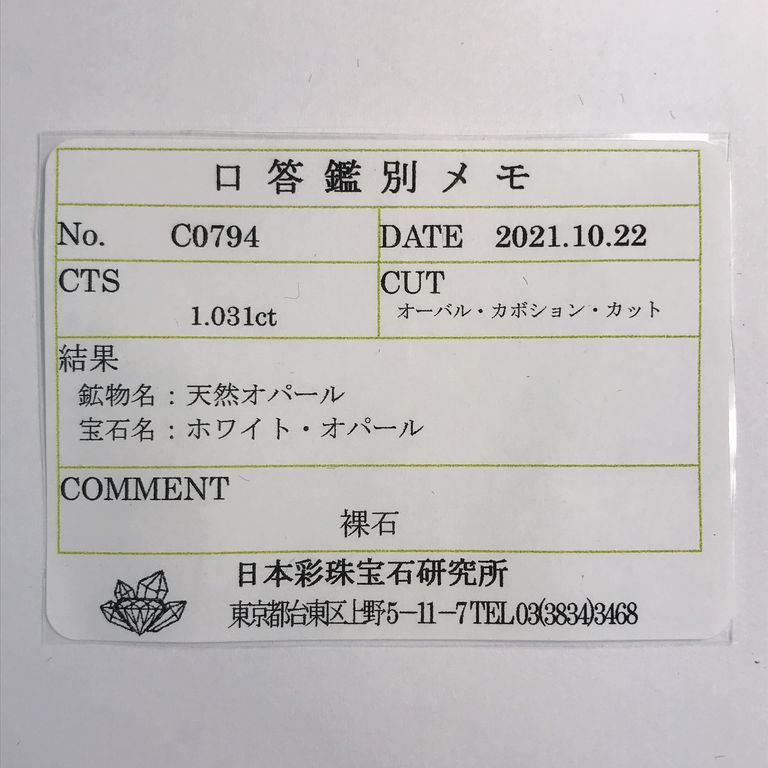 口答鑑別メモ
No. C0794 DATE 2021.10.22
CTS CUT
1.031ct オーバル・カボション・カット
結果
鉱物名：天然オパール
宝石名：ホワイト・オパール
COMMENT
裸石
日本彩珠宝石研究所
東京都台東区上野5－11－7 TEL 03(3834)3468